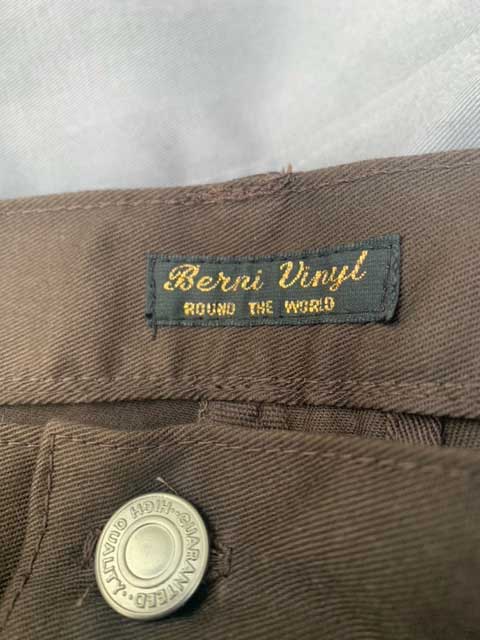 Berni Vinyl
ROUND THE WORLD
HIGH··GUARANTEED··QUALITY